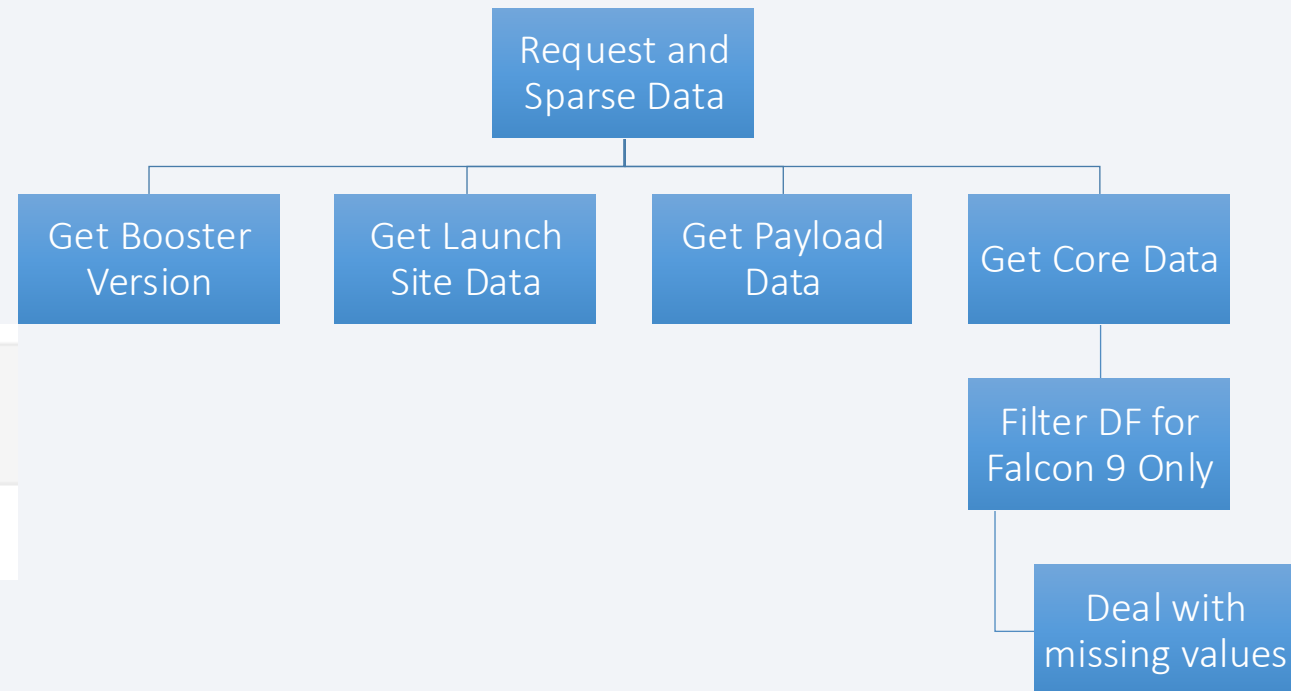 Request and
Sparse Data
Get Booster
Version
Get Launch
Site Data
Get Payload
Data
Get Core Data
Filter DF for
Falcon 9 Only
Deal with
missing values